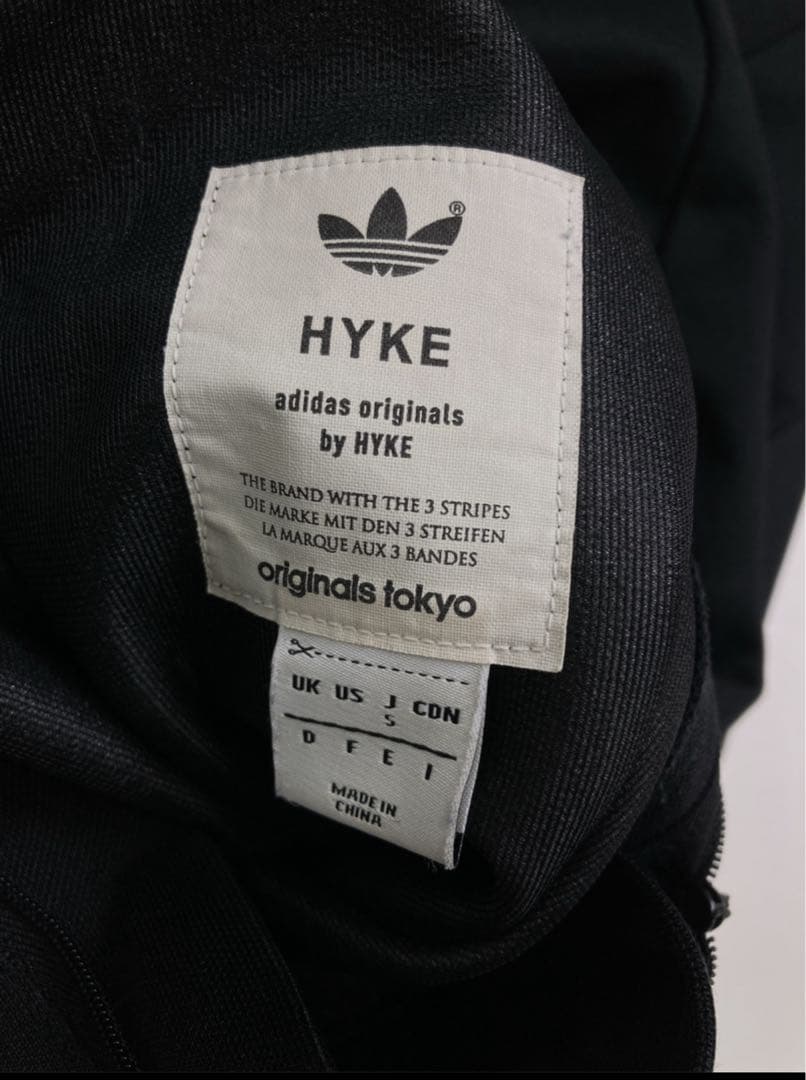 ®
HYKE
adidas originals
by HYKE
THE BRAND WITH THE 3 STRIPES
DIE MARKE MIT DEN 3 STREIFEN
LA MARQUE AUX 3 BANDES
originals tokyo
UK US J CDN
S
D F E I
MADE IN
CHINA